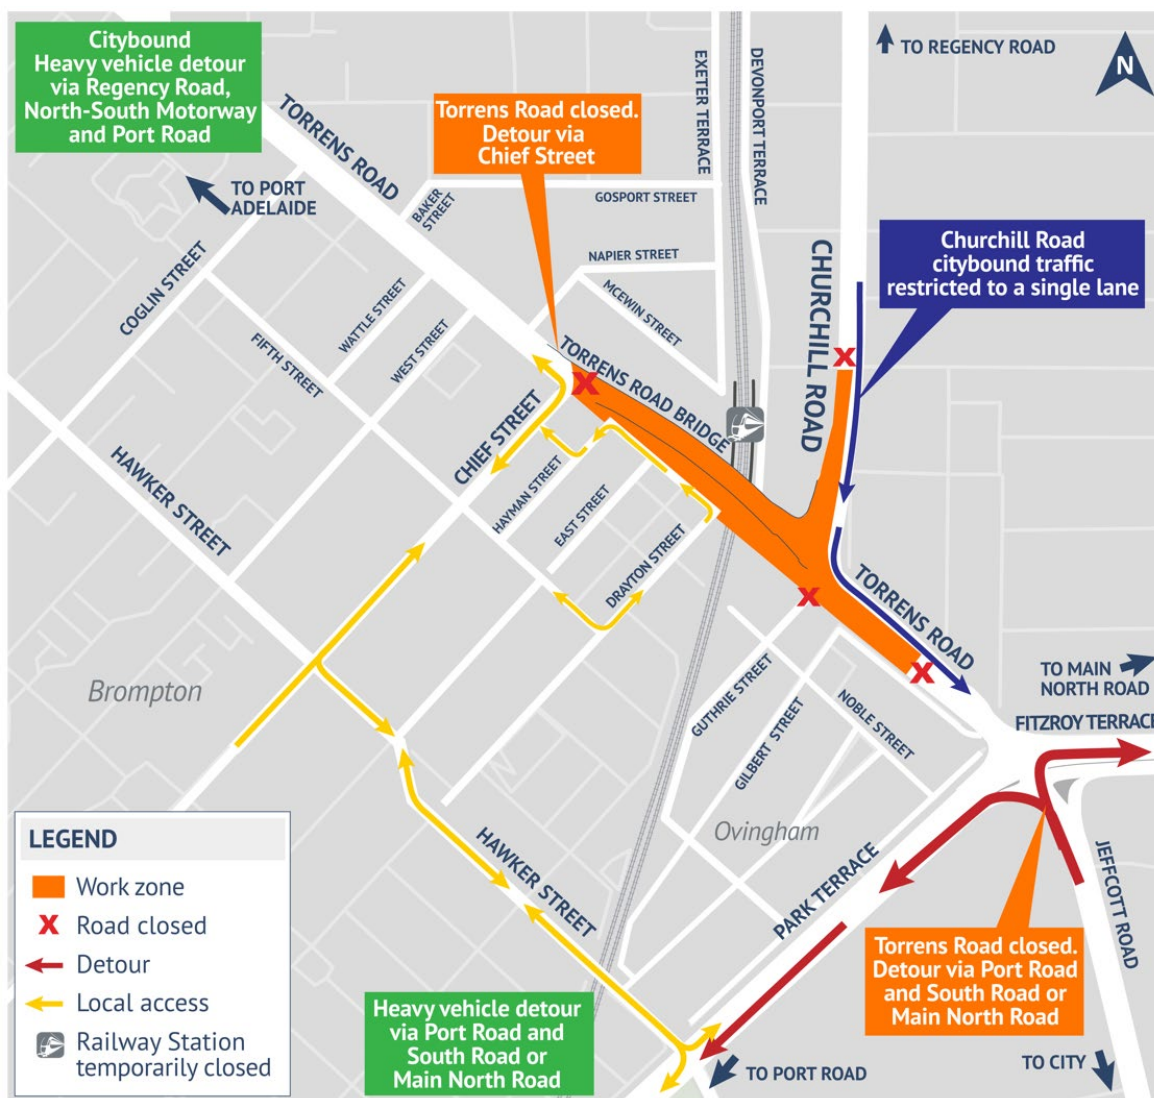 Citybound
Heavy vehicle detour
via Regency Road,
North-South Motorway
and Port Road
TO REGENCY ROAD
N
EXETER TERRACE
DEVONPORT TERRACE
TORRENS ROAD
Torrens Road closed.
Detour via
Chief Street
TO PORT
ADELAIDE
BAKER
STREET
GOSPORT STREET
CHURCHILL ROAD
Churchill Road
citybound traffic
restricted to a single lane
COGLIN STREET
NAPIER STREET
MCEWIN STREET
WATTLE STREET
FIFTH STREET
WEST STREET
TORRENS ROAD BRIDGE
X
X
CHIEF STREET
HAWKER STREET
HAYMAN STREET
EAST STREET
DRAYTON STREET
TORRENS ROAD
X
X
TO MAIN
NORTH ROAD
Brompton
GUTHRIE STREET
GILBERT STREET
NOBLE STREET
FITZROY TERRACE
Ovingham
HAWKER STREET
PARK TERRACE
JEFFCOTT ROAD
LEGEND
Work zone
X Road closed
Detour
Local access
Railway Station
temporarily closed
Heavy vehicle detour
via Port Road and
South Road or
Main North Road
Torrens Road closed.
Detour via Port Road
and South Road or
Main North Road
TO PORT ROAD
TO CITY